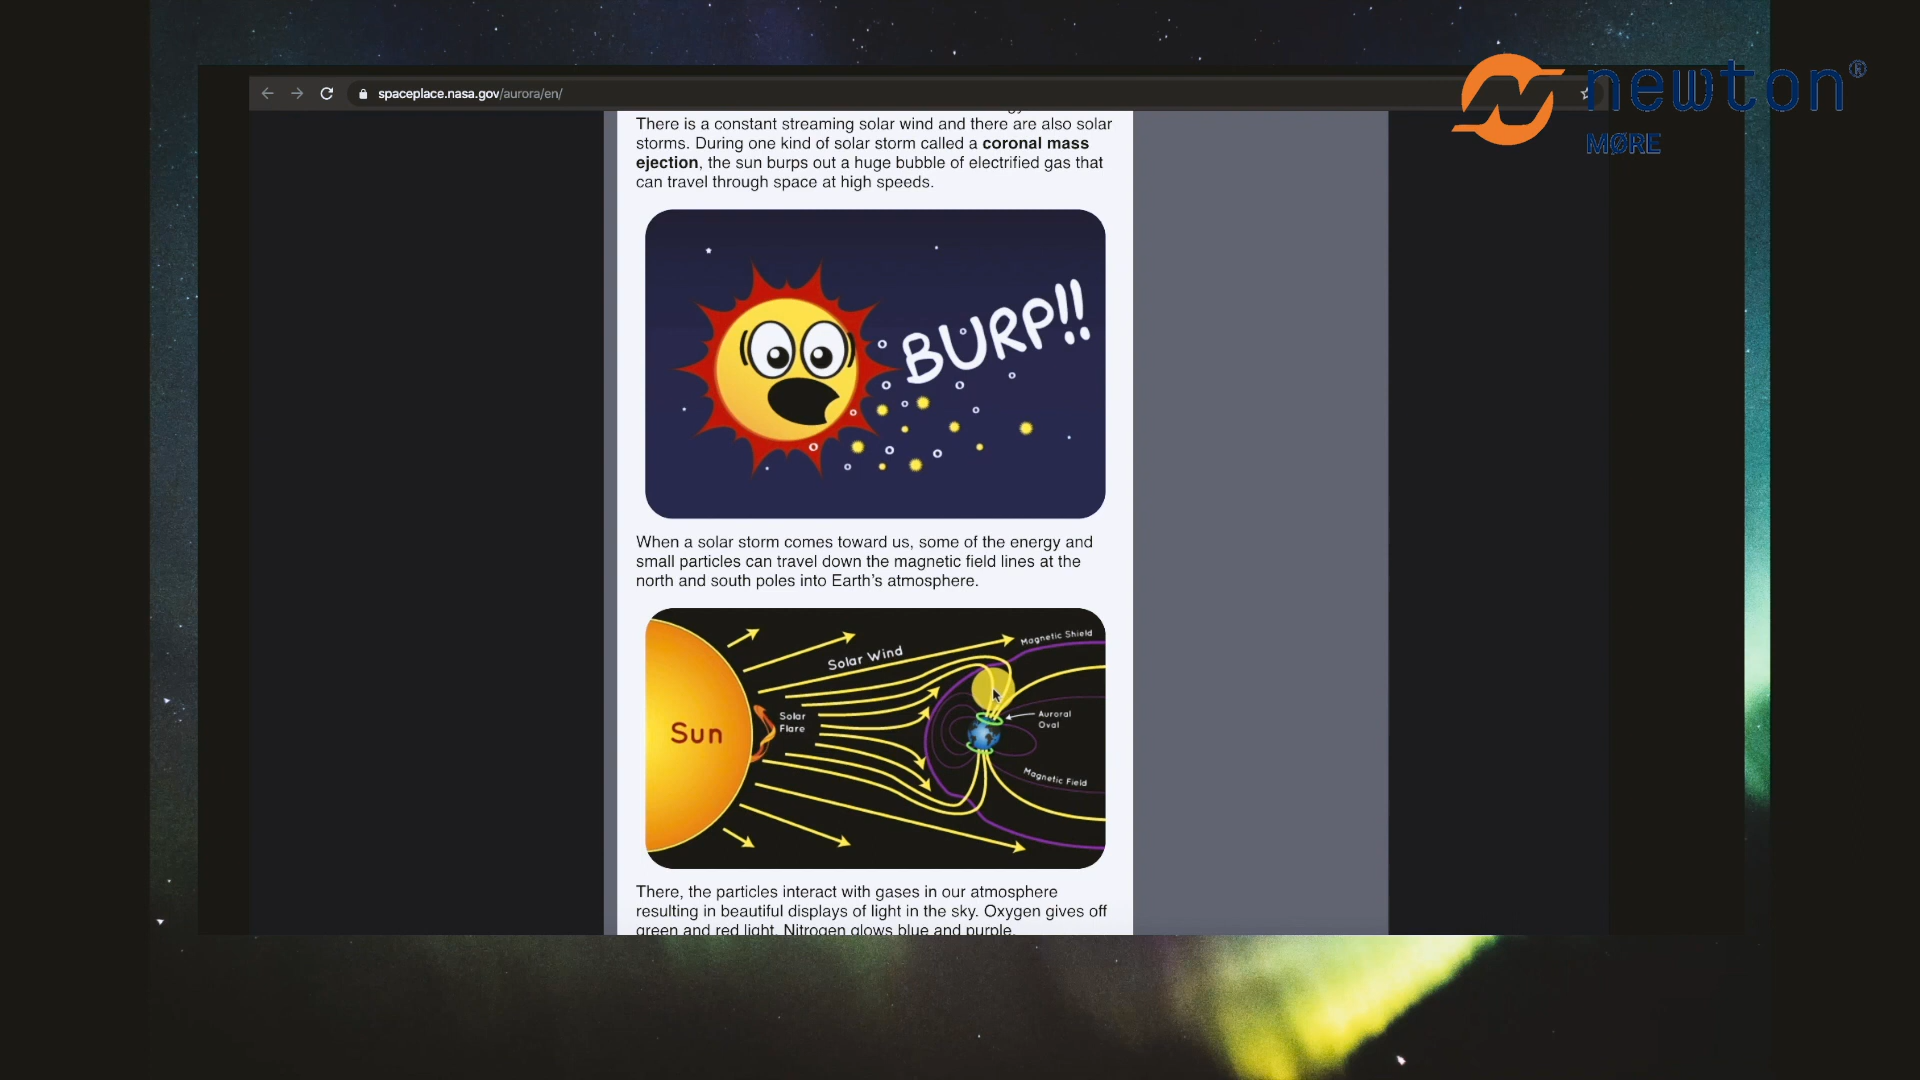 newton®
MØRE
spaceplace.nasa.gov/aurora/en/
There is a constant streaming solar wind and there are also solar
storms. During one kind of solar storm called a coronal mass
ejection, the sun burps out a huge bubble of electrified gas that
can travel through space at high speeds.
BURP!!
When a solar storm comes toward us, some of the energy and
small particles can travel down the magnetic field lines at the
north and south poles into Earth's atmosphere.
Magnetic Shield
Solar Wind
Solar
Flare
Sun
Auroral
Oval
Magnetic Field
There, the particles interact with gases in our atmosphere
resulting in beautiful displays of light in the sky. Oxygen gives off
green and red light. Nitrogen glows blue and purple.